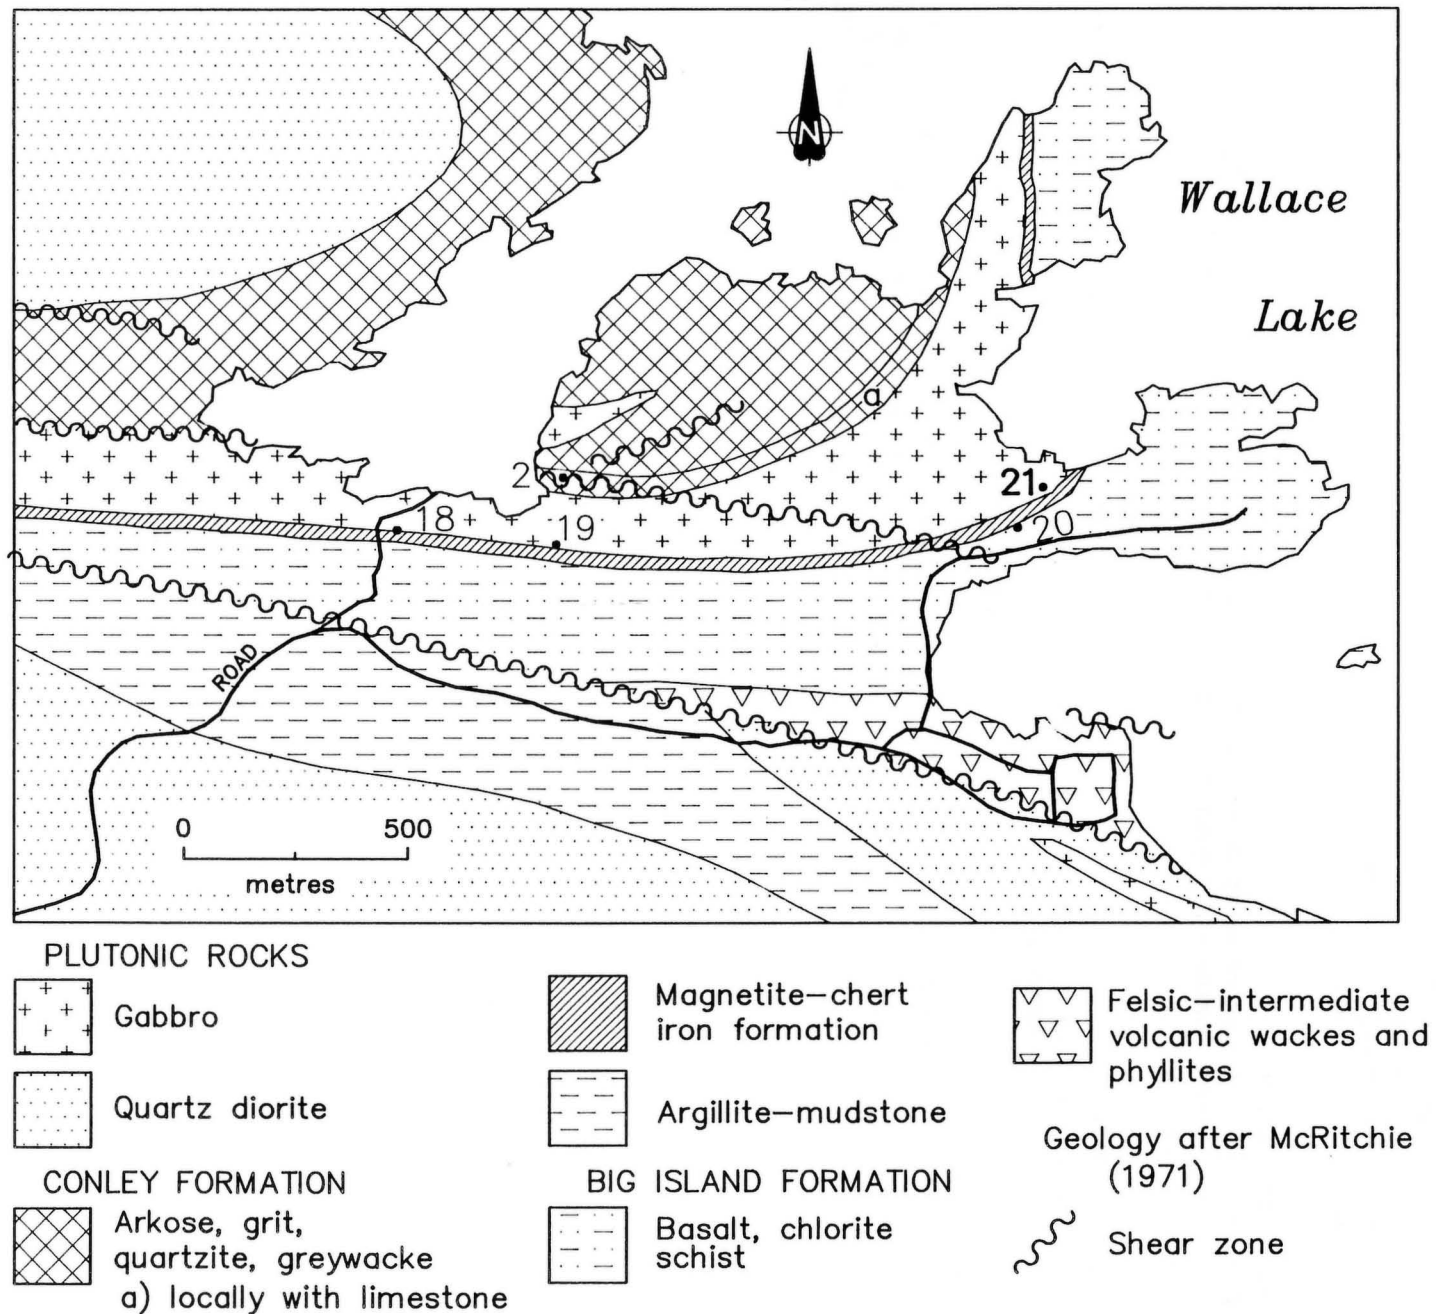 N
Wallace
Lake
a
2
21
18
19
20
ROAD
0 500
metres
PLUTONIC ROCKS
Gabbro
Quartz diorite
CONLEY FORMATION
Arkose, grit,
quartzite, greywacke
a) locally with limestone
Magnetite-chert
iron formation
Argillite-mudstone
BIG ISLAND FORMATION
Basalt, chlorite
schist
Felsic-intermediate
volcanic wackes and
phyllites
Geology after McRitchie
(1971)
Shear zone